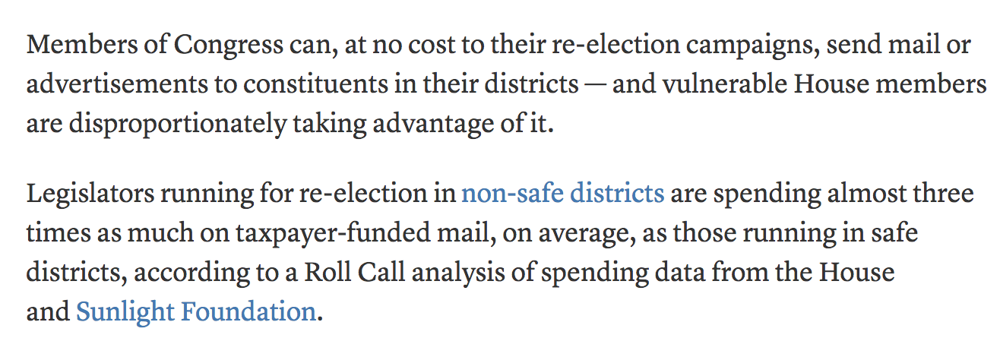 Members of Congress can, at no cost to their re-election campaigns, send mail or
advertisements to constituents in their districts — and vulnerable House members
are disproportionately taking advantage of it.
Legislators running for re-election in non-safe districts are spending almost three
times as much on taxpayer-funded mail, on average, as those running in safe
districts, according to a Roll Call analysis of spending data from the House
and Sunlight Foundation.